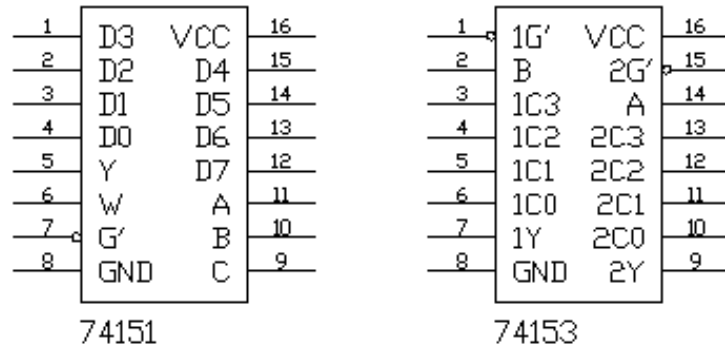 1 D3 VCC 16
2 D2 D4 15
3 D1 D5 14
4 D0 D6 13
5 Y D7 12
6 W A 11
7 G' B 10
8 GND C 9
74151
1 1G' VCC 16
2 B 2G' 15
3 1C3 A 14
4 1C2 2C3 13
5 1C1 2C2 12
6 1C0 2C1 11
7 1Y 2C0 10
8 GND 2Y 9
74153